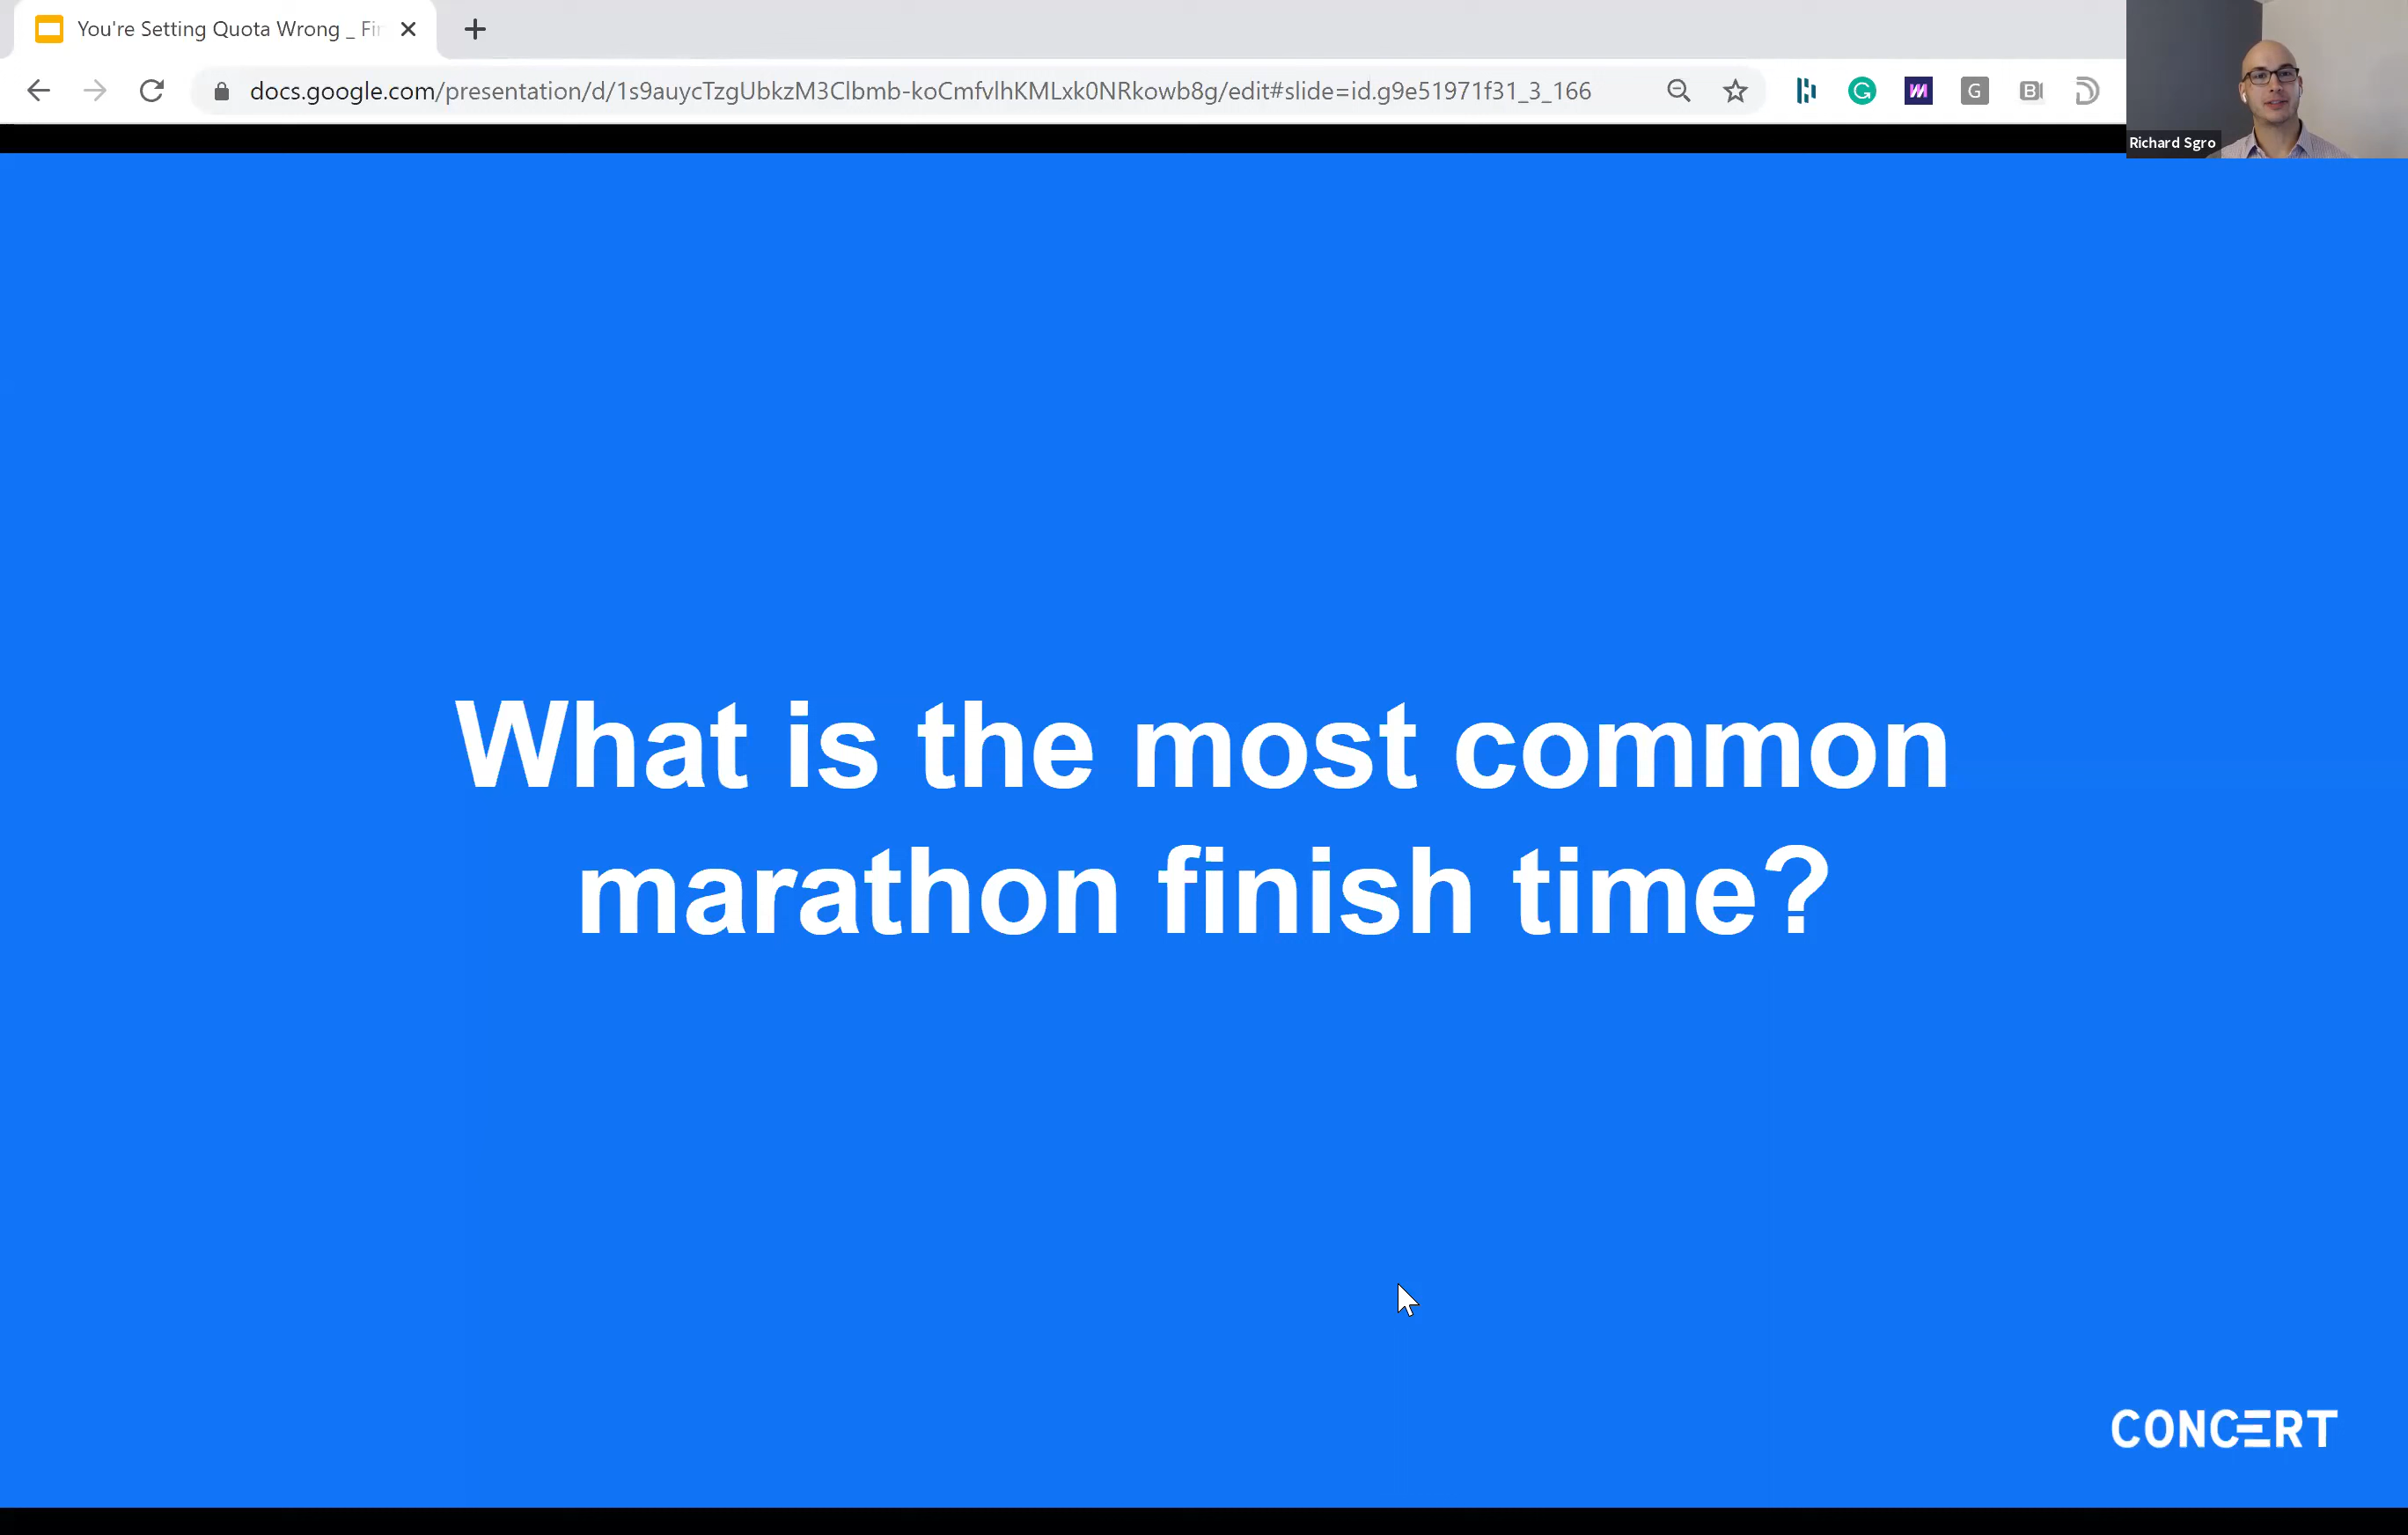 You're Setting Quota Wrong _ Fi
docs.google.com/presentation/d/1s9auycTzgUbkzM3Clbmb-koCmfvlhKMLxk0NRkowb8g/edit#slide=id.g9e51971f31_3_166
Richard Sgro
What is the most common
marathon finish time?
CONCERT